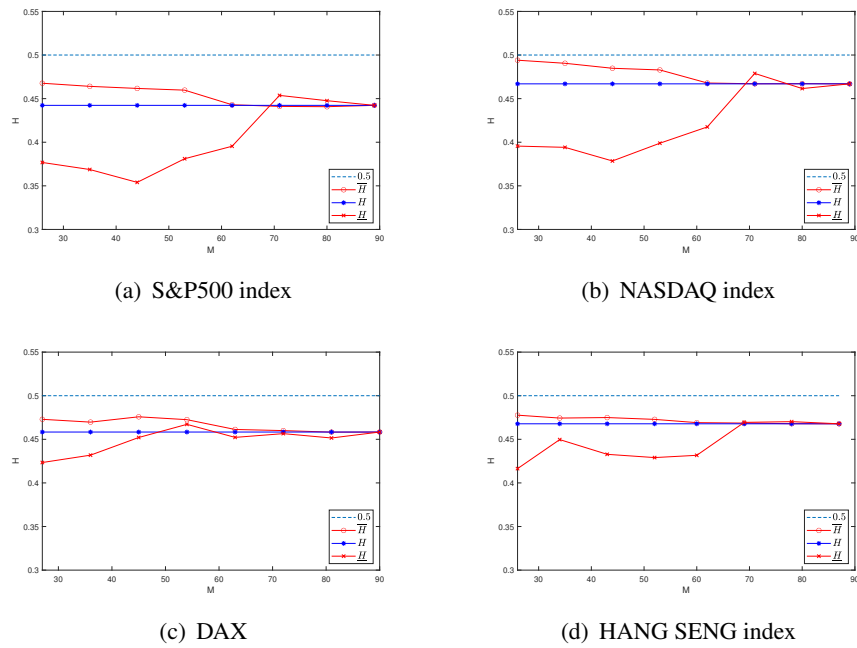 0.55
0.5
0.45
0.4
0.35
0.3
H
30 40 50 60 70 80 90
M
0.5
H̅
H
H̲
(a) S&P500 index
0.55
0.5
0.45
0.4
0.35
0.3
H
30 40 50 60 70 80 90
M
0.5
H̅
H
H̲
(b) NASDAQ index
0.55
0.5
0.45
0.4
0.35
0.3
H
30 40 50 60 70 80 90
M
0.5
H̅
H
H̲
(c) DAX
0.55
0.5
0.45
0.4
0.35
0.3
H
30 40 50 60 70 80 90
M
0.5
H̅
H
H̲
(d) HANG SENG index